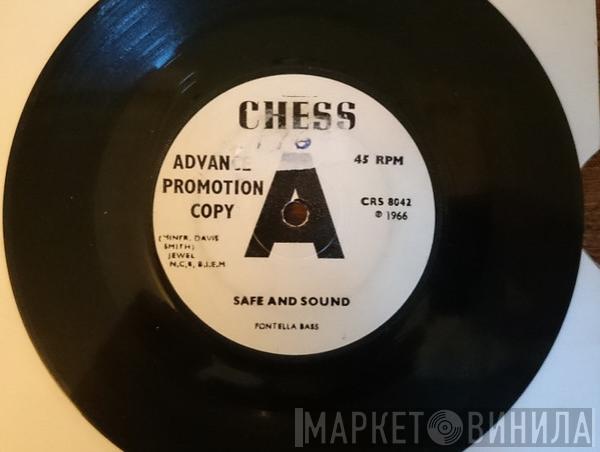 CHESS
ADVANCE
PROMOTION
COPY
A
45 RPM
CRS 8042
℗ 1966
(MINER, DAVIS
SMITH)
JEWEL
N.C.B, B.I.E.M
SAFE AND SOUND
FONTELLA BASS
МАРКЕТ ВИНИЛА